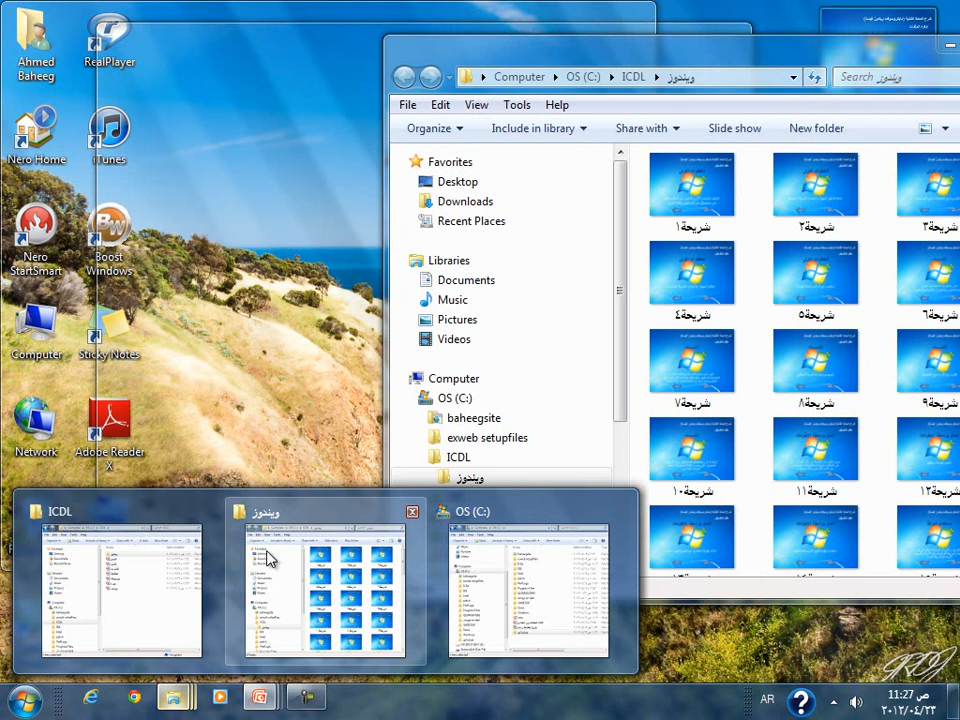 Ahmed
Baheeg
RealPlayer
Nero Home
iTunes
Nero
StartSmart
Boost
Windows
Computer
Sticky Notes
Network
Adobe Reader
X
Computer
OS (C:)
ICDL
ويندوز
Search ويندوز
File
Edit
View
Tools
Help
Organize
Include in library
Share with
Slide show
New folder
Favorites
Desktop
Downloads
Recent Places
Libraries
Documents
Music
Pictures
Videos
Computer
OS (C:)
baheegsite
exweb setupfiles
ICDL
ويندوز
شريحة١
شريحة٢
شريحة٣
شريحة٤
شريحة٥
شريحة٦
شريحة٧
شريحة٨
شريحة٩
شريحة١٠
شريحة١١
شريحة١٢
ICDL
ويندوز
OS (C:)
AR
11:27 ص
٢٠١٢/٠٤/٢٣